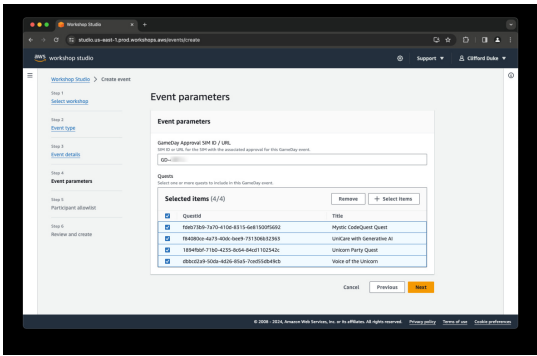 Workshop Studio
studio.us-east-1.prod.workshops.aws/events/create
aws workshop studio
Support
Clifford Duke
Workshop Studio > Create event
Step 1
Select workshop
Step 2
Event type
Step 3
Event details
Step 4
Event parameters
Step 5
Participant allowlist
Step 6
Review and create
Event parameters
Event parameters
GameDay Approval SIM ID / URL
SIM ID or URL for the SIM with the associated approval for this GameDay event.
GD-
Quests
Select one or more quests to include in this GameDay event.
Selected items (4/4)
Remove
+ Select items
QuestId Title
fdeb73b9-7a70-410d-8315-6e81500f5692 Mystic CodeQuest Quest
f84080ce-4a73-40dc-bee9-731306b32363 UniCare with Generative AI
1894fbbf-71b0-4235-8c64-84cd1102542c Unicorn Party Quest
dbbcd2a9-50da-4d26-85a5-7ced55db49cb Voice of the Unicorn
Cancel
Previous
Next
© 2008 - 2024, Amazon Web Services, Inc. or its affiliates. All rights reserved. Privacy policy Terms of use Cookie preferences